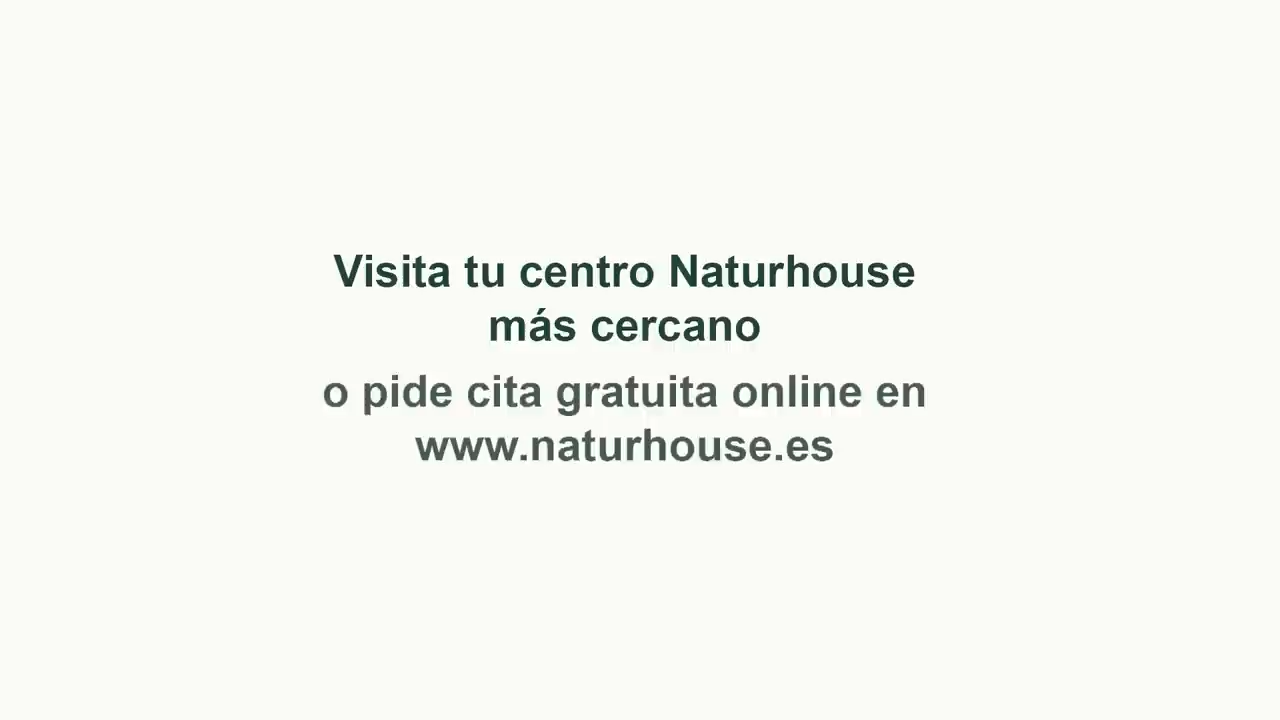 Visita tu centro Naturhouse
más cercano
o pide cita gratuita online en
www.naturhouse.es